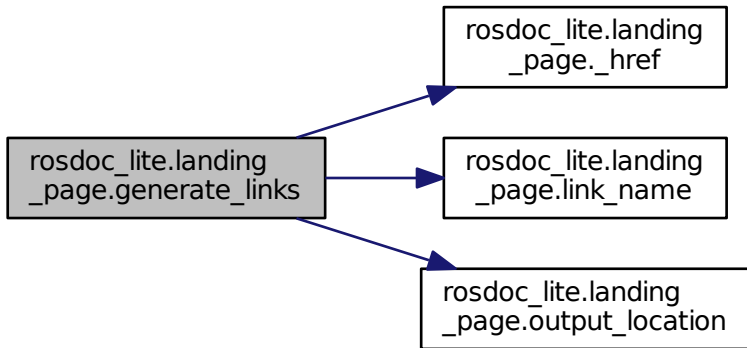 rosdoc_lite.landing
_page.generate_links
rosdoc_lite.landing
_page._href
rosdoc_lite.landing
_page.link_name
rosdoc_lite.landing
_page.output_location